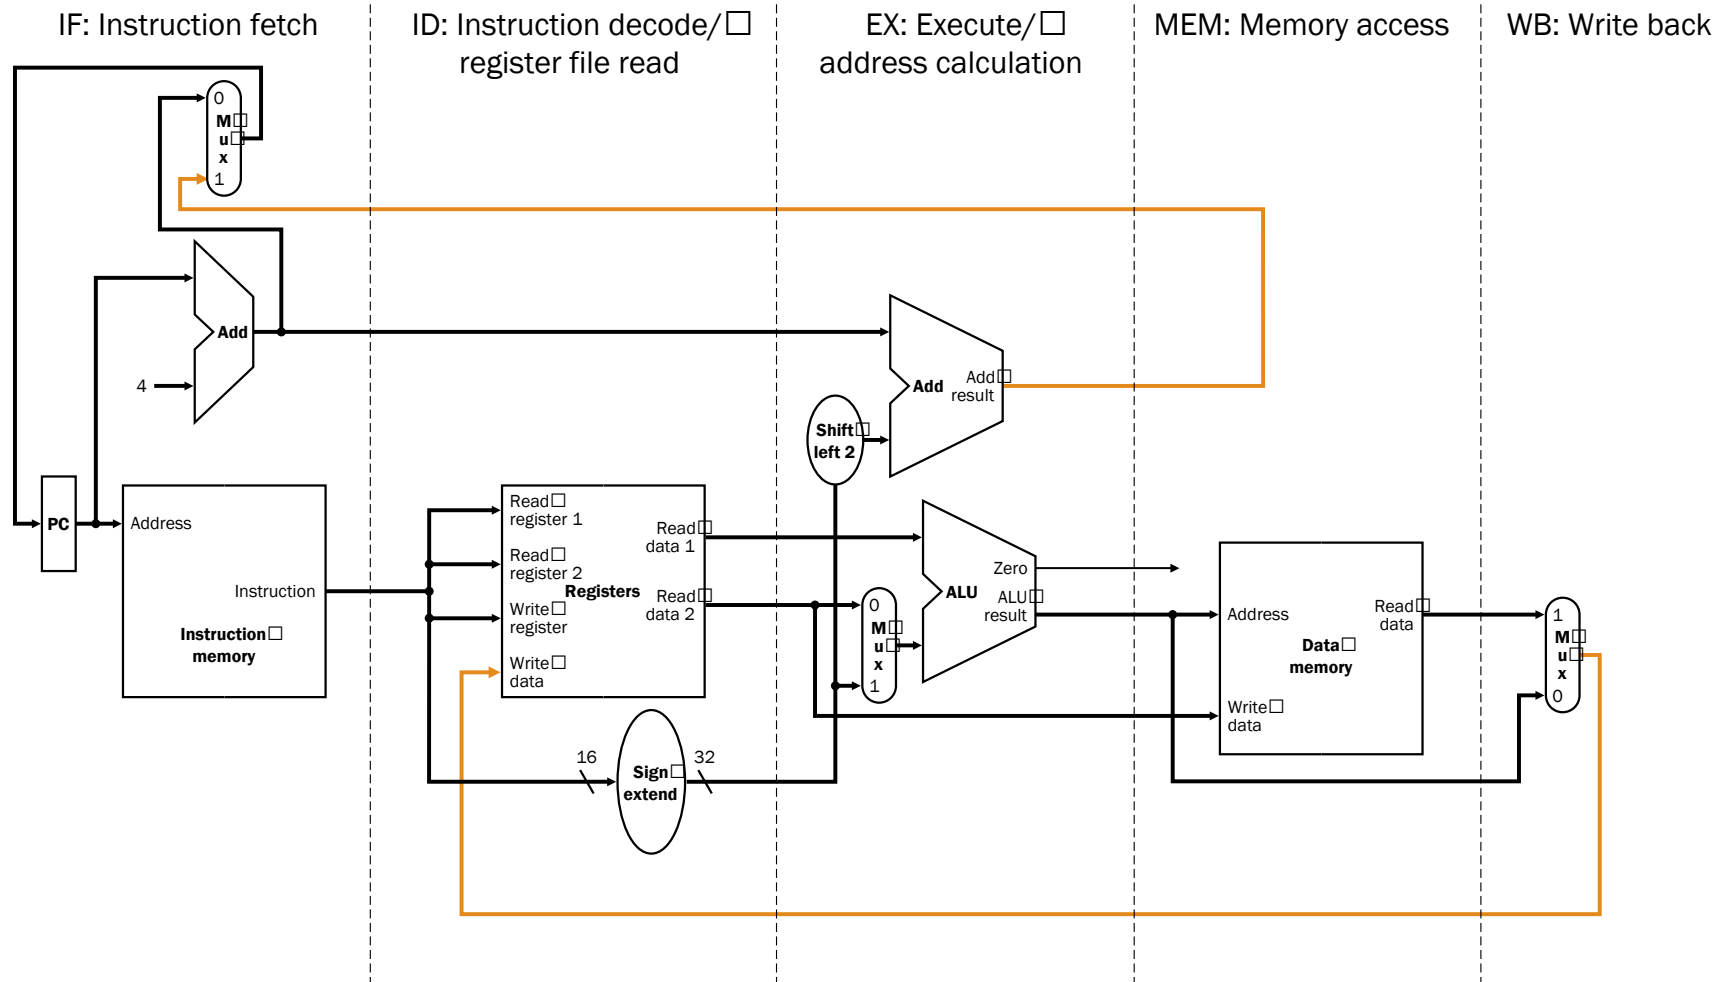 IF: Instruction fetch
ID: Instruction decode/
register file read
EX: Execute/
address calculation
MEM: Memory access
WB: Write back
0
M
u
x
1
Add
4
Add
Add
result
Shift
left 2
PC
Address
Instruction
Instruction
memory
Read
register 1
Read
register 2
Write
register
Write
data
Registers
Read
data 1
Read
data 2
16
Sign
extend
32
0
M
u
x
1
Zero
ALU
ALU
result
Address
Read
data
Data
memory
Write
data
1
M
u
x
0